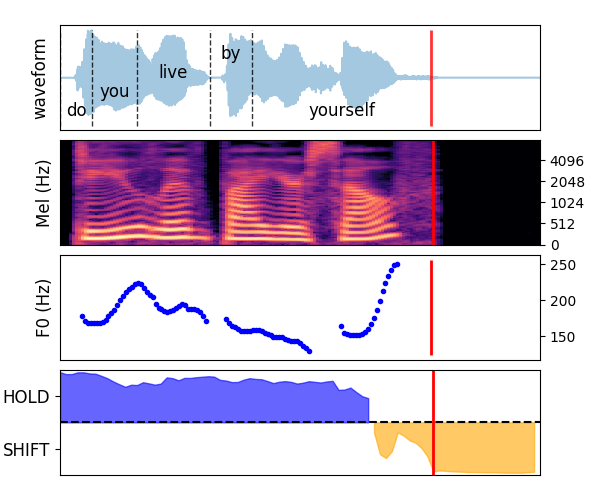 waveform
do
you
live
by
yourself
Mel (Hz)
4096
2048
1024
512
0
F0 (Hz)
250
200
150
HOLD
SHIFT